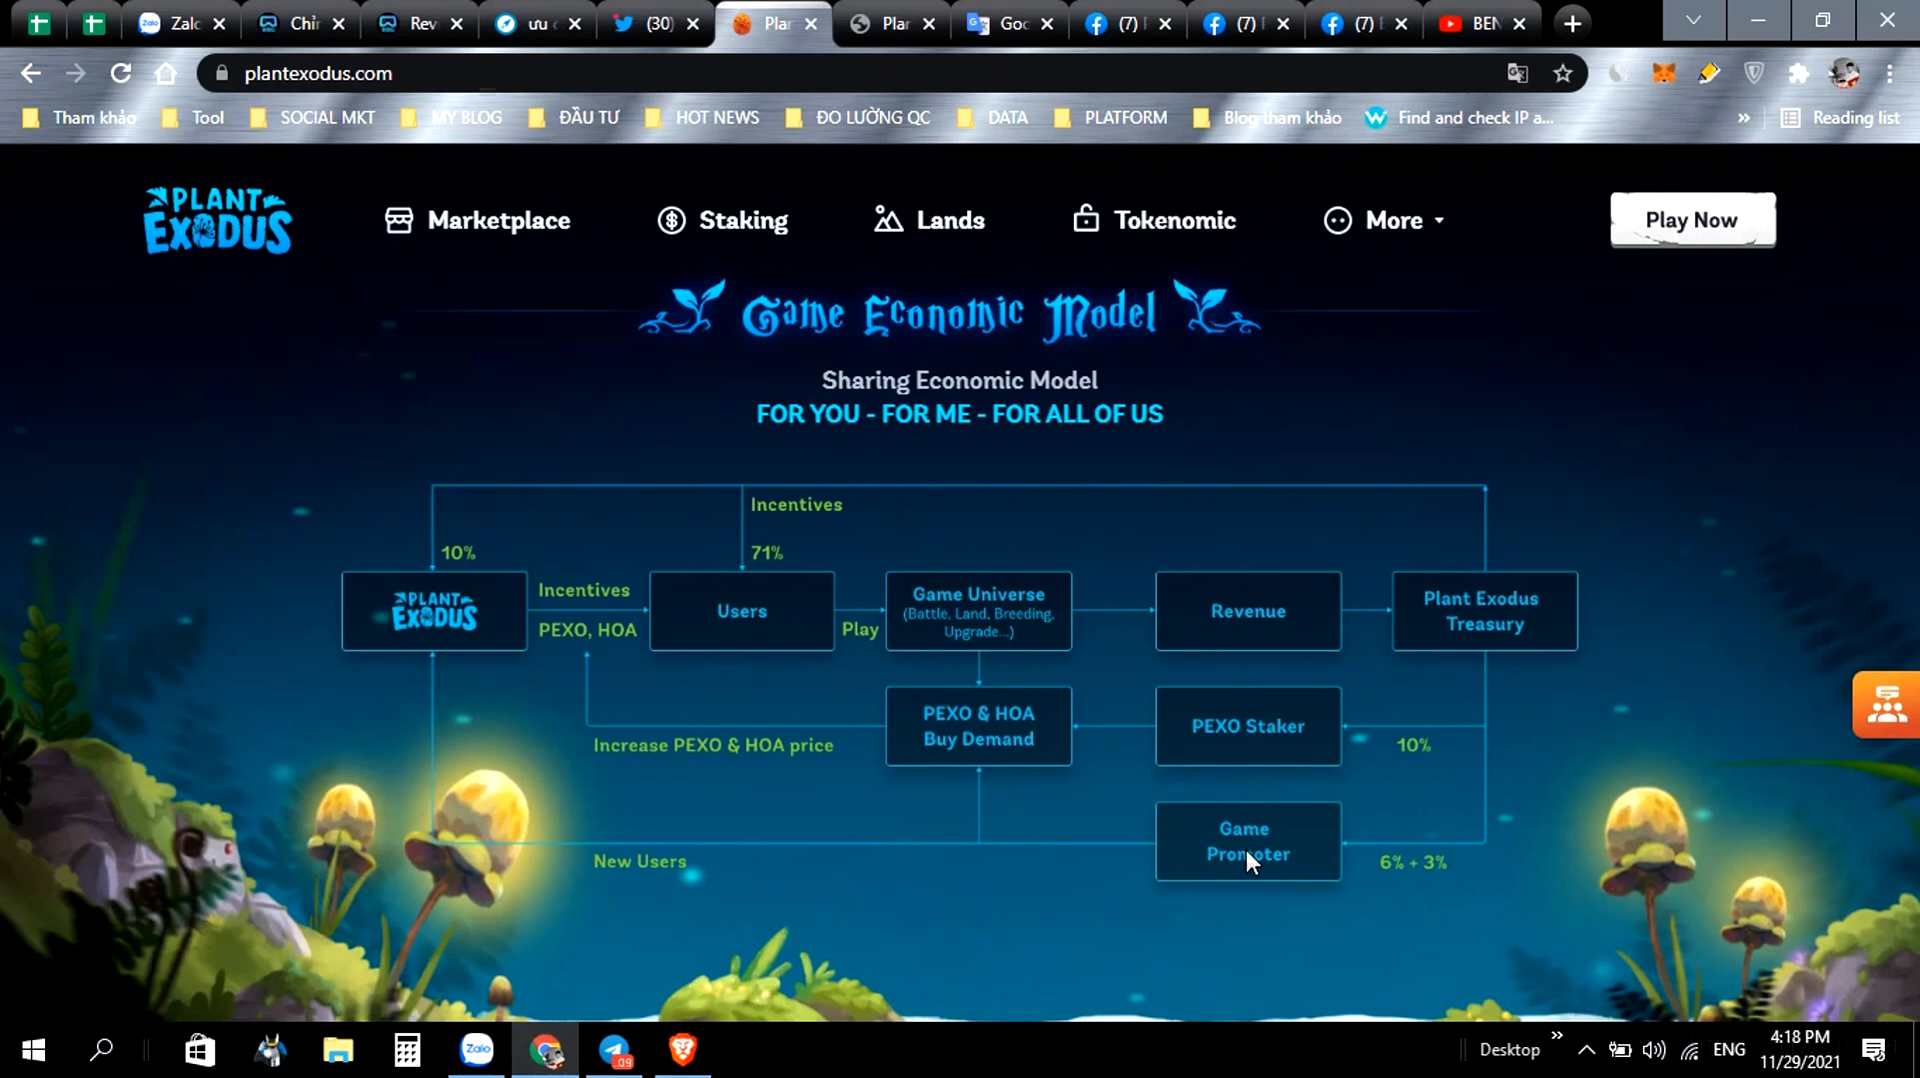 Zalo
Chỉ
Rev
ưu c
(30)
Plar
Plar
Goo
(7)
(7)
(7)
BEN
plantexodus.com
Tham khảo
Tool
SOCIAL MKT
MY BLOG
ĐẦU TƯ
HOT NEWS
ĐO LƯỜNG QC
DATA
PLATFORM
Blog tham khảo
Find and check IP a...
Reading list
PLANT
EXODUS
Marketplace
Staking
Lands
Tokenomic
More
Play Now
Game Economic Model
Sharing Economic Model
FOR YOU - FOR ME - FOR ALL OF US
Incentives
10%
71%
PLANT
EXODUS
Incentives
PEXO, HOA
Users
Play
Game Universe
(Battle, Land, Breeding,
Upgrade...)
Revenue
Plant Exodus
Treasury
PEXO & HOA
Buy Demand
PEXO Staker
Increase PEXO & HOA price
10%
Game
Promoter
New Users
6% + 3%
Zalo
.09
Desktop
ENG
4:18 PM
11/29/2021